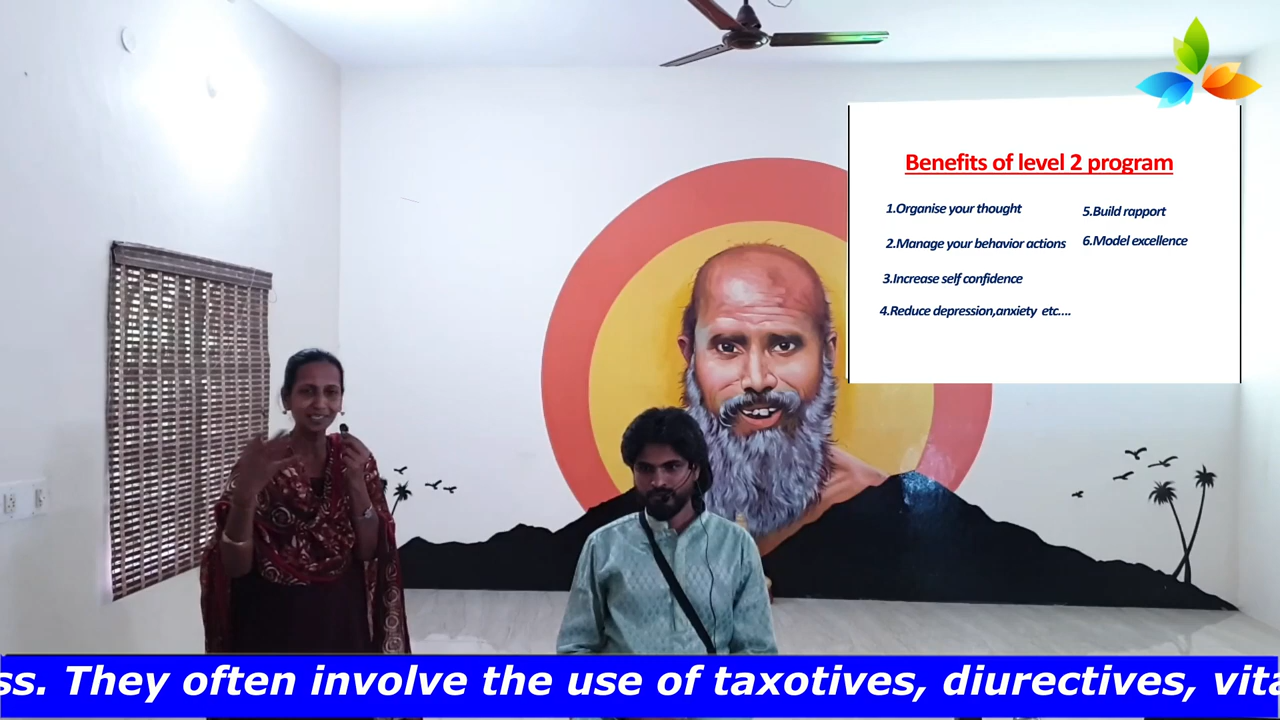 Benefits of level 2 program
1.Organise your thought
2.Manage your behavior actions
3.Increase self confidence
4.Reduce depression,anxiety etc....
5.Build rapport
6.Model excellence
ss. They often involve the use of taxotives, diurectives, vita